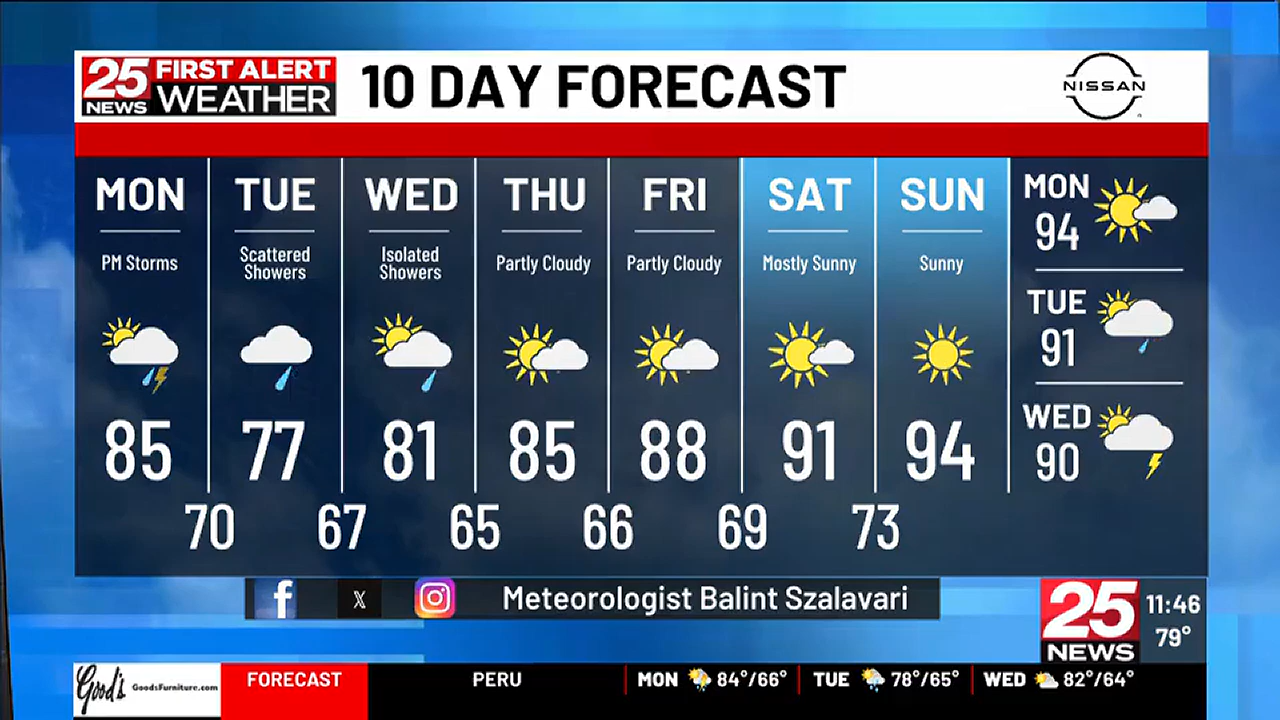 25 NEWS FIRST ALERT WEATHER
10 DAY FORECAST
NISSAN
MON
PM Storms
85
TUE
Scattered
Showers
77
WED
Isolated
Showers
81
THU
Partly Cloudy
85
FRI
Partly Cloudy
88
SAT
Mostly Sunny
91
SUN
Sunny
94
70 67 65 66 69 73
MON
94
TUE
91
WED
90
f X Meteorologist Balint Szalavari
25 NEWS
11:46
79°
Good's GoodsFurniture.com
FORECAST PERU MON 84°/66° TUE 78°/65° WED 82°/64°